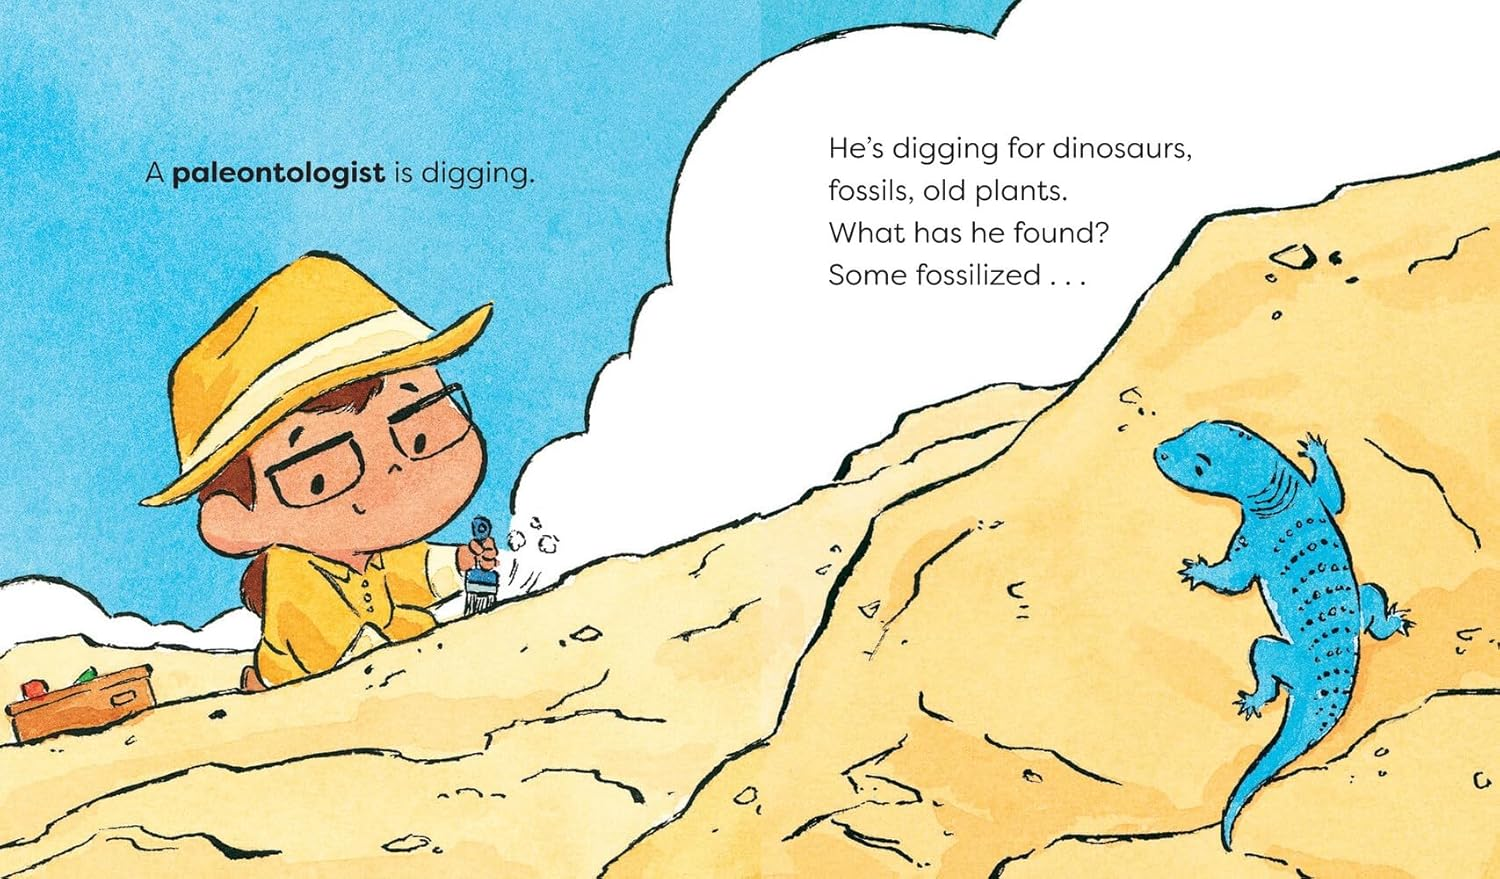 A paleontologist is digging.
He's digging for dinosaurs,
fossils, old plants.
What has he found?
Some fossilized . . .